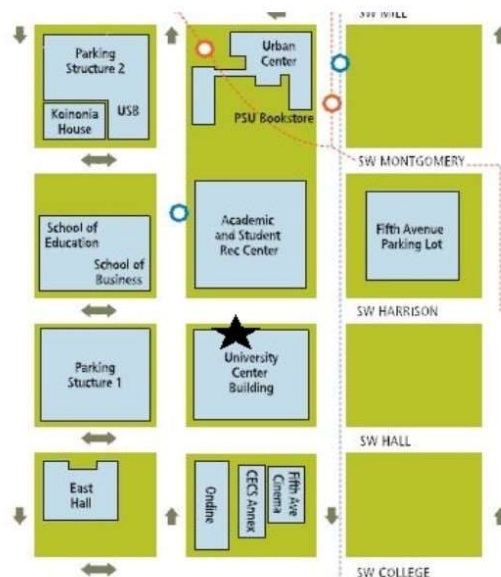 SW MILL
Parking
Structure 2
Koinonia
House
USB
Urban
Center
PSU Bookstore
SW MONTGOMERY
School of
Education
School of
Business
Academic
and Student
Rec Center
Fifth Avenue
Parking Lot
SW HARRISON
Parking
Stucture 1
University
Center
Building
SW HALL
East
Hall
Ondine
CECS Annex
Fifth Ave
Cinema
SW COLLEGE